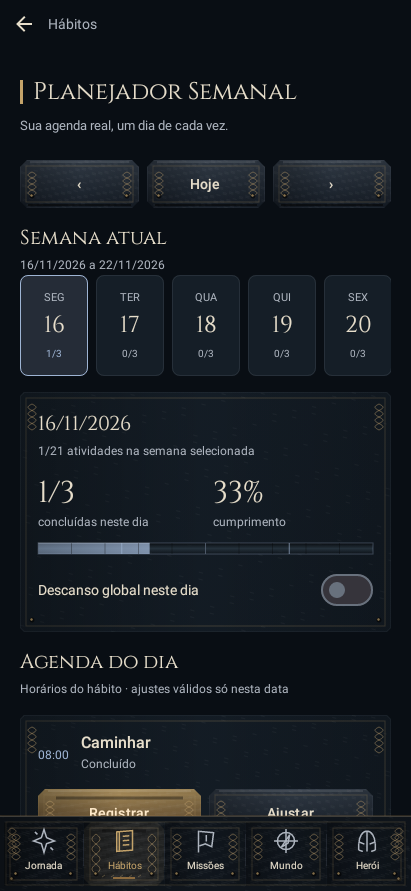 Hábitos
Planejador Semanal
Sua agenda real, um dia de cada vez.
‹ Hoje ›
Semana atual
16/11/2026 a 22/11/2026
SEG TER QUA QUI SEX
16 17 18 19 20
1/3 0/3 0/3 0/3 0/3
16/11/2026
1/21 atividades na semana selecionada
1/3 33%
concluídas neste dia cumprimento
Descanso global neste dia
Agenda do dia
Horários do hábito · ajustes válidos só nesta data
08:00 Caminhar
Concluído
Registrar Ajustar
Jornada Hábitos Missões Mundo Herói